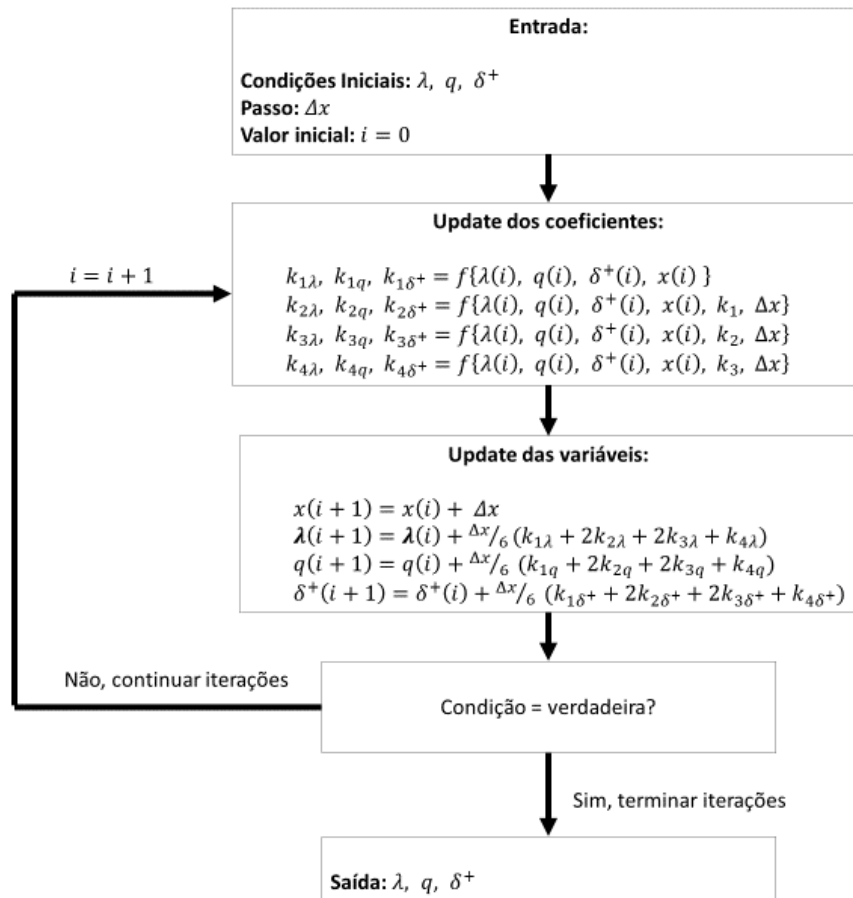 Entrada:
Condições Iniciais: λ, q, δ⁺
Passo: Δx
Valor inicial: i = 0
Update dos coeficientes:
i = i + 1
k₁λ, k₁q, k₁δ⁺ = f{λ(i), q(i), δ⁺(i), x(i) }
k₂λ, k₂q, k₂δ⁺ = f{λ(i), q(i), δ⁺(i), x(i), k₁, Δx}
k₃λ, k₃q, k₃δ⁺ = f{λ(i), q(i), δ⁺(i), x(i), k₂, Δx}
k₄λ, k₄q, k₄δ⁺ = f{λ(i), q(i), δ⁺(i), x(i), k₃, Δx}
Update das variáveis:
x(i + 1) = x(i) + Δx
λ(i + 1) = λ(i) + Δx/6 (k₁λ + 2k₂λ + 2k₃λ + k₄λ)
q(i + 1) = q(i) + Δx/6 (k₁q + 2k₂q + 2k₃q + k₄q)
δ⁺(i + 1) = δ⁺(i) + Δx/6 (k₁δ⁺ + 2k₂δ⁺ + 2k₃δ⁺ + k₄δ⁺)
Não, continuar iterações
Condição = verdadeira?
Sim, terminar iterações
Saída: λ, q, δ⁺